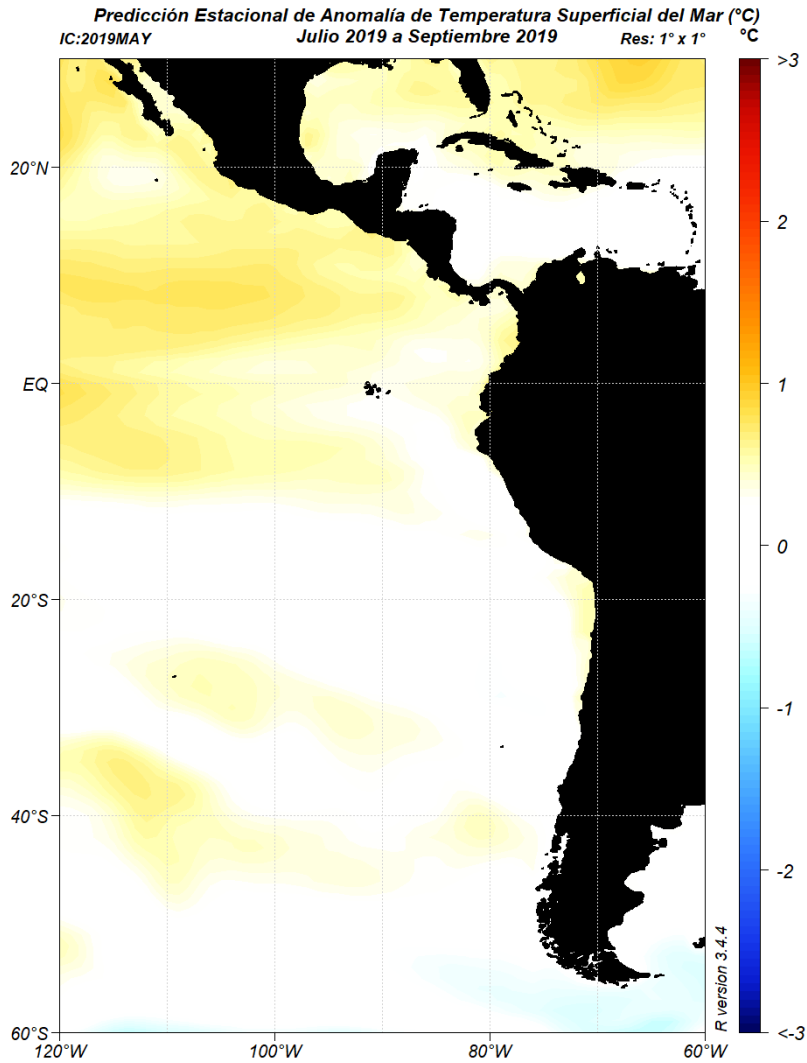 Predicción Estacional de Anomalía de Temperatura Superficial del Mar (°C)
IC:2019MAY
Julio 2019 a Septiembre 2019
Res: 1° x 1°
°C
>3
2
1
0
-1
-2
<-3
20°N
EQ
20°S
40°S
60°S
120°W
100°W
80°W
60°W
R version 3.4.4